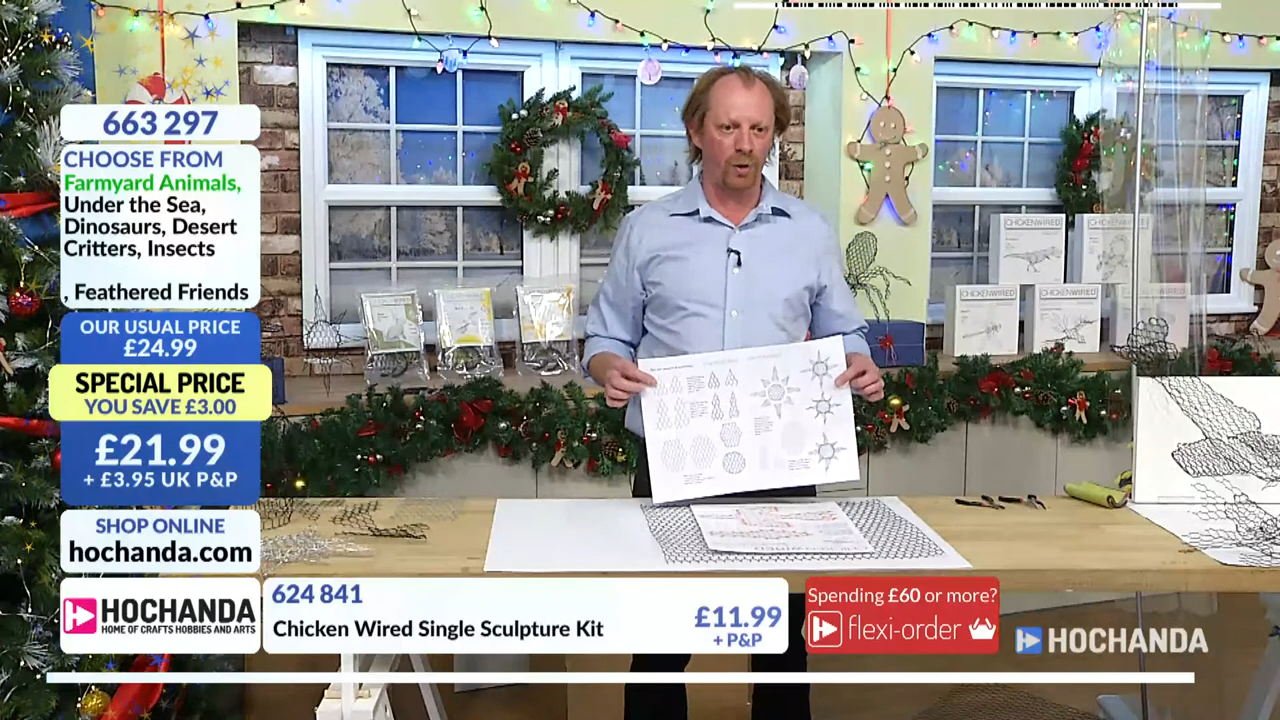 663 297
CHOOSE FROM
Farmyard Animals,
Under the Sea,
Dinosaurs, Desert
Critters, Insects
, Feathered Friends
OUR USUAL PRICE
£24.99
SPECIAL PRICE
YOU SAVE £3.00
£21.99
+ £3.95 UK P&P
SHOP ONLINE
hochanda.com
HOCHANDA
HOME OF CRAFTS HOBBIES AND ARTS
624 841
Chicken Wired Single Sculpture Kit
£11.99
+ P&P
Spending £60 or more?
flexi-order
HOCHANDA
CHICKENWIRED
CHICKENWIRED
CHICKENWIRED
CHICKENWIRED